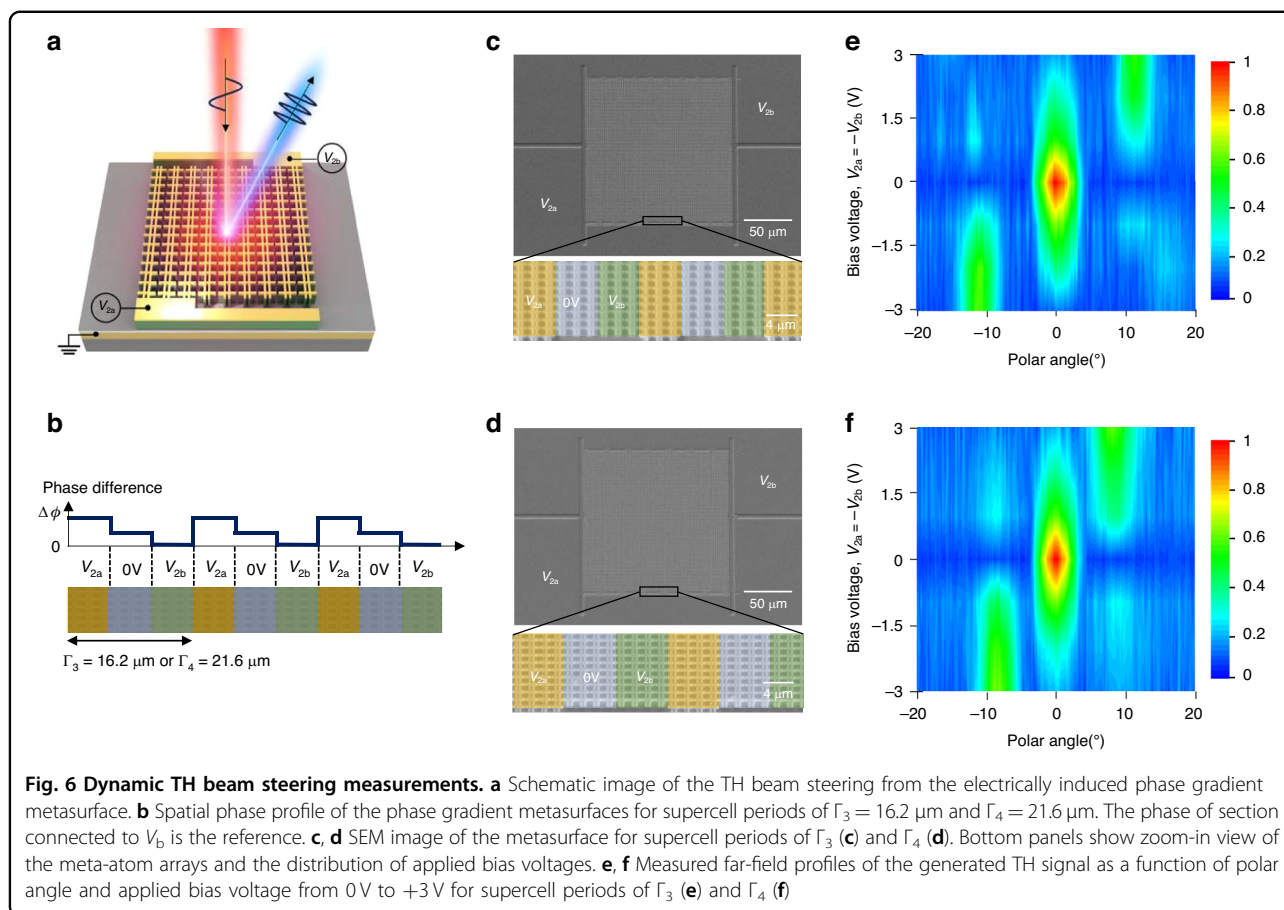 a
V2b
V2a
b
Phase difference
Δϕ
0
V2a 0V V2b V2a 0V V2b V2a 0V V2b
Γ3 = 16.2 μm or Γ4 = 21.6 μm
c
V2b
V2a
50 μm
V2a 0V V2b
4 μm
d
V2b
V2a
50 μm
V2a 0V V2b
4 μm
e
Bias voltage, V2a = −V2b (V)
3
1.5
0
−1.5
−3
−20 −10 0 10 20
Polar angle(°)
1
0.8
0.6
0.4
0.2
0
f
Bias voltage, V2a = −V2b (V)
3
1.5
0
−1.5
−3
−20 −10 0 10 20
Polar angle(°)
1
0.8
0.6
0.4
0.2
0
Fig. 6 Dynamic TH beam steering measurements. a Schematic image of the TH beam steering from the electrically induced phase gradient
metasurface. b Spatial phase profile of the phase gradient metasurfaces for supercell periods of Γ3 = 16.2 μm and Γ4 = 21.6 μm. The phase of section
connected to Vb is the reference. c, d SEM image of the metasurface for supercell periods of Γ3 (c) and Γ4 (d). Bottom panels show zoom-in view of
the meta-atom arrays and the distribution of applied bias voltages. e, f Measured far-field profiles of the generated TH signal as a function of polar
angle and applied bias voltage from 0 V to +3 V for supercell periods of Γ3 (e) and Γ4 (f)